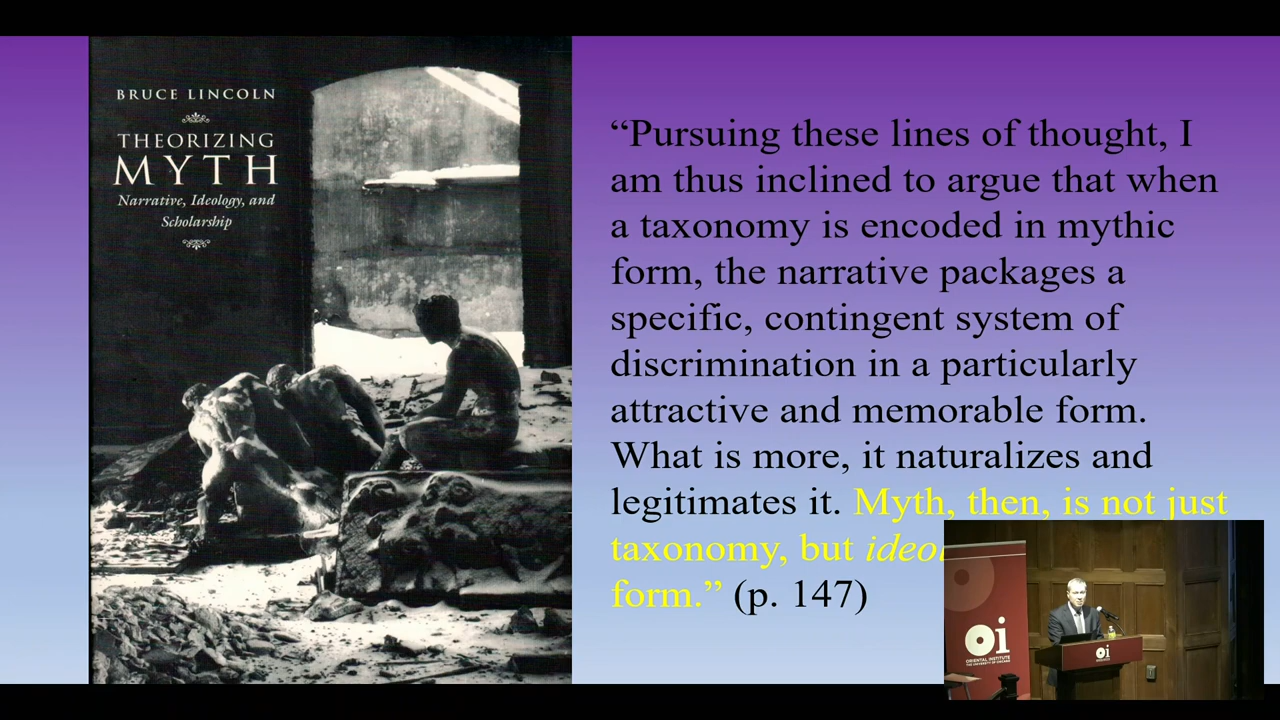 BRUCE LINCOLN
THEORIZING
MYTH
Narrative, Ideology, and
Scholarship
“Pursuing these lines of thought, I
am thus inclined to argue that when
a taxonomy is encoded in mythic
form, the narrative packages a
specific, contingent system of
discrimination in a particularly
attractive and memorable form.
What is more, it naturalizes and
legitimates it. Myth, then, is not just
taxonomy, but
form.” (p. 147)
oi
ORIENTAL INSTITUTE
THE UNIVERSITY OF CHICAGO
oi